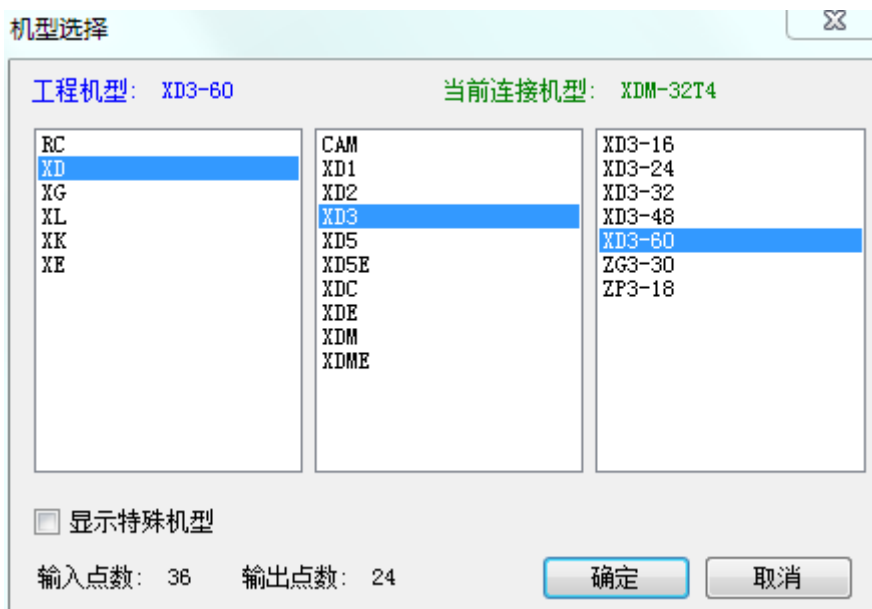 机型选择
工程机型: XD3-60 当前连接机型: XDM-32T4
RC
XD
XG
XL
XK
XE
CAM
XD1
XD2
XD3
XD5
XD5E
XDC
XDE
XDM
XDME
XD3-16
XD3-24
XD3-32
XD3-48
XD3-60
ZG3-30
ZP3-18
显示特殊机型
输入点数: 36 输出点数: 24 确定 取消